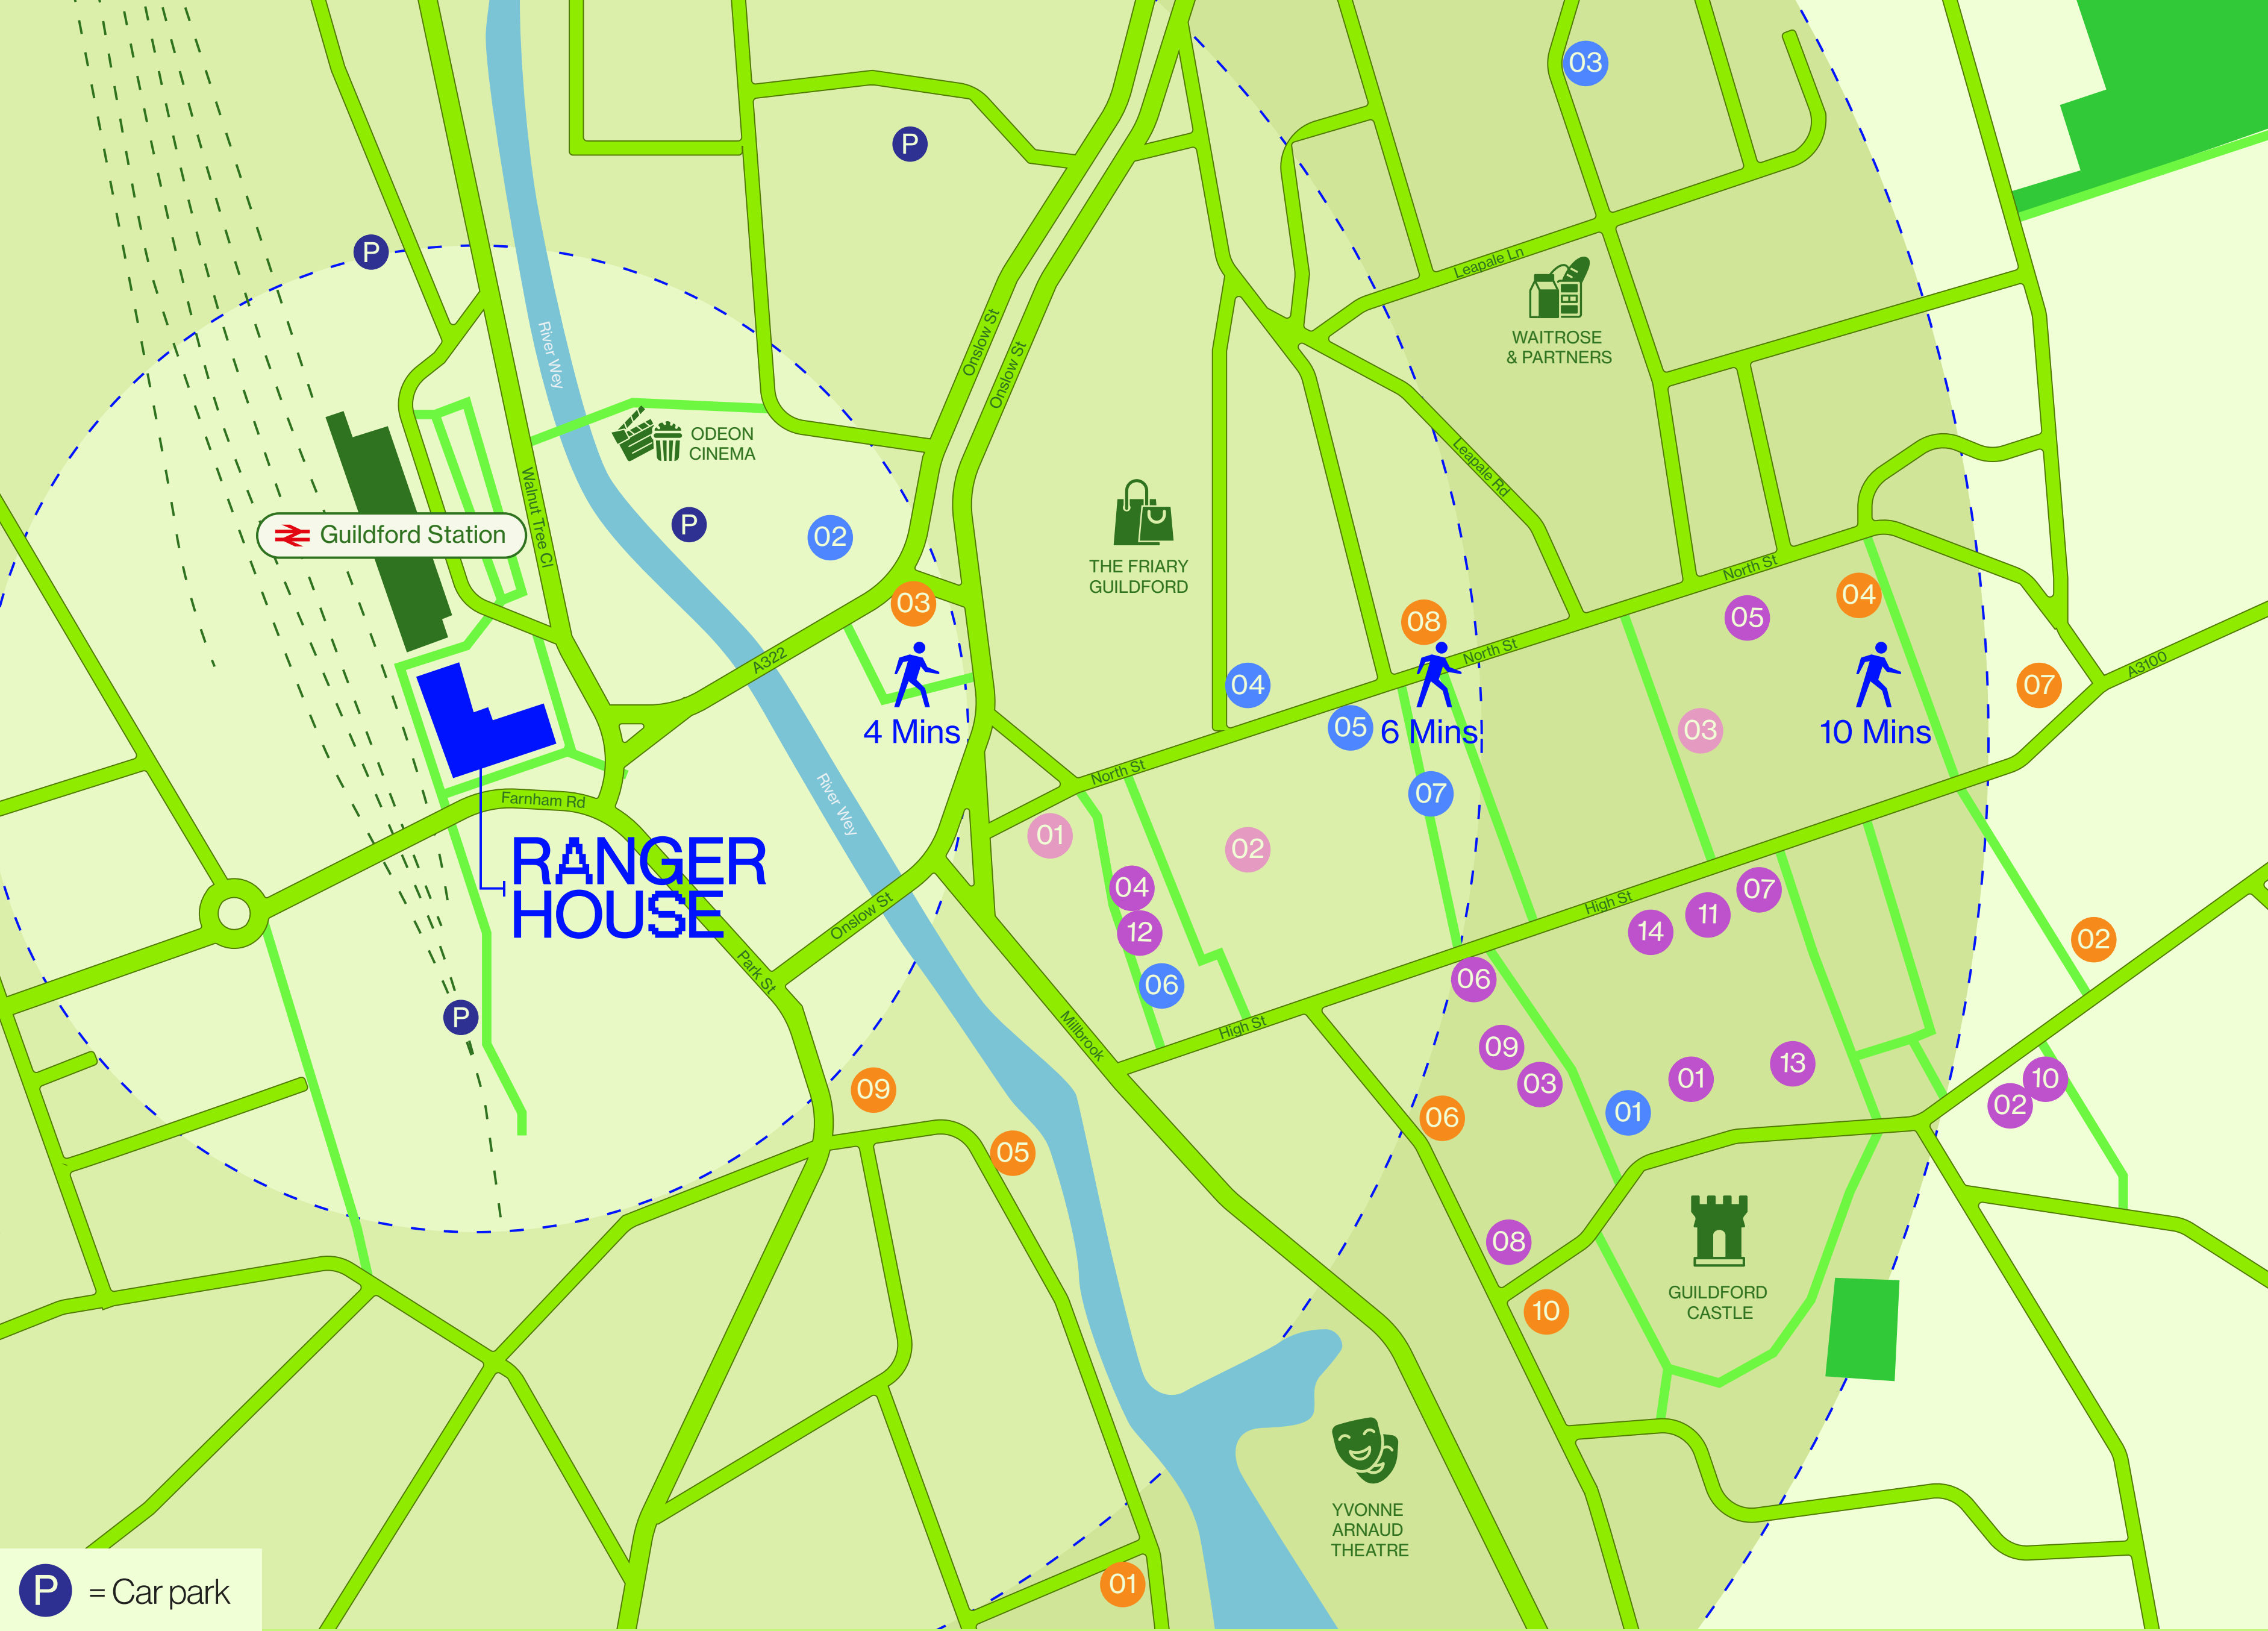 03
P
P
Leapale Ln
River Wey
Onslow St
Onslow St
WAITROSE
& PARTNERS
ODEON
CINEMA
Leapale Rd
Walnut Tree Cl
Guildford Station
P
02
THE FRIARY
GUILDFORD
North St
03
08
05
04
A322
North St
04
07
A3100
4 Mins
05
6 Mins
03
10 Mins
North St
07
Farnham Rd
River Wey
01
02
RANGER
HOUSE
04
12
07
11
14
High St
02
Onslow St
Park St
06
06
P
Millbrook
High St
09
03
01
13
10
02
09
06
01
05
08
10
GUILDFORD
CASTLE
YVONNE
ARNAUD
THEATRE
01
P = Car park